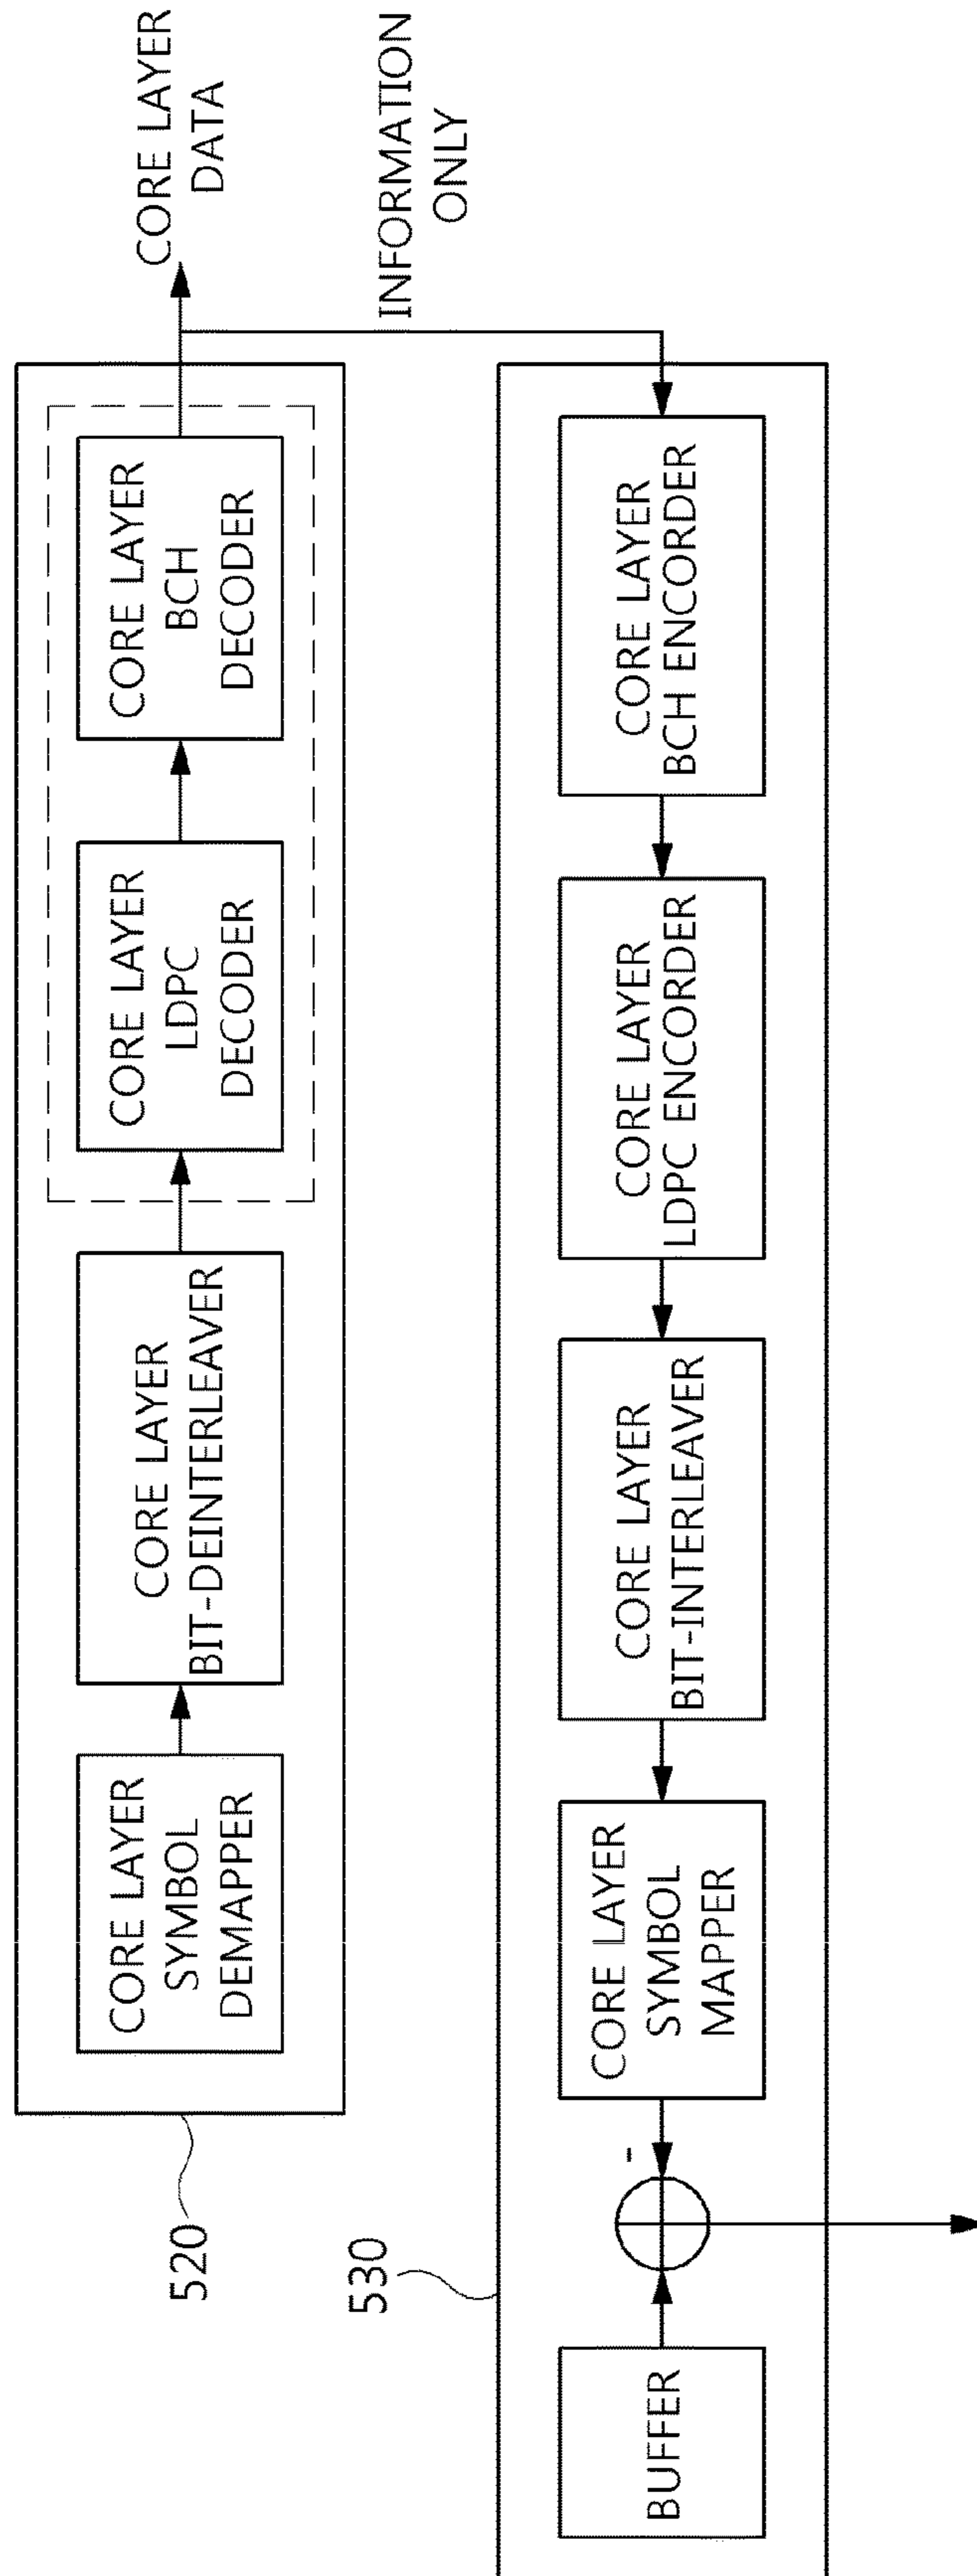 CORE LAYER
SYMBOL
DEMAPPER
CORE LAYER
BIT-DEINTERLEAVER
CORE LAYER
LDPC
DECODER
CORE LAYER
BCH
DECODER
CORE LAYER
DATA
520
INFORMATION
ONLY
530
BUFFER
-
CORE LAYER
SYMBOL
MAPPER
CORE LAYER
BIT-INTERLEAVER
CORE LAYER
LDPC ENCORDER
CORE LAYER
BCH ENCORDER